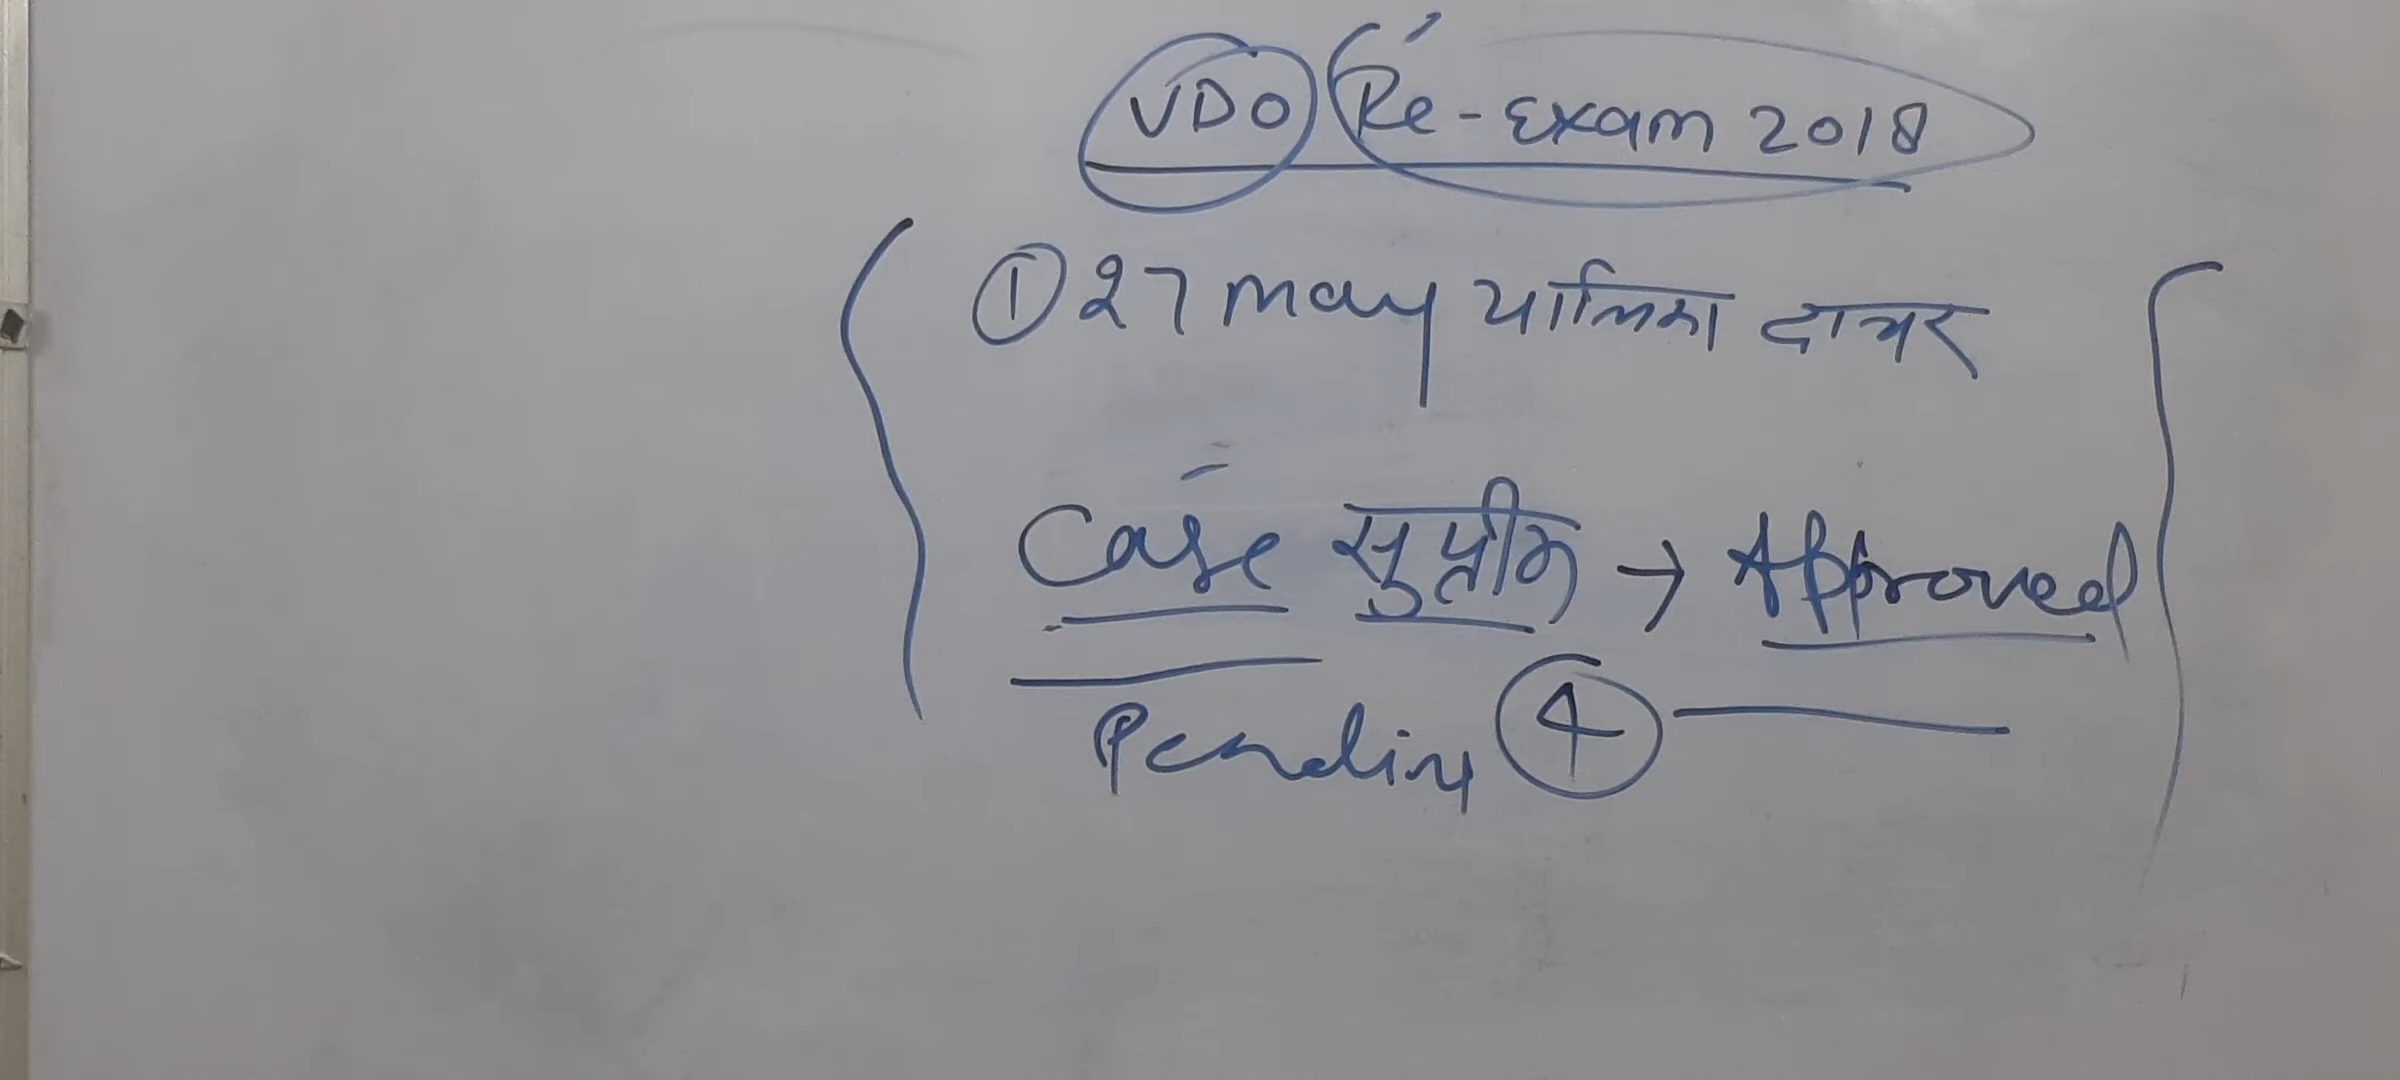 VDO Re-Exam 2018
① 27 may याचिका दायर
Case सुप्रीम → Approved
Pending ④